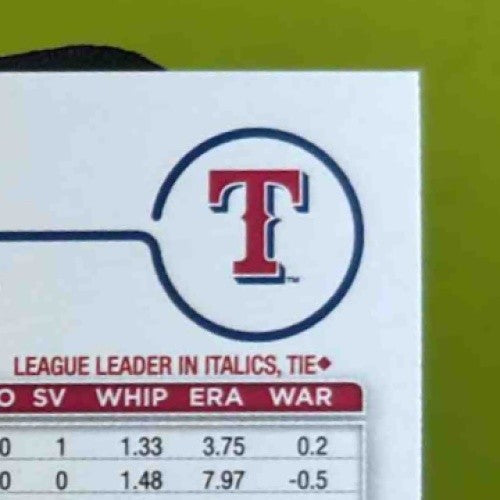 T™
LEAGUE LEADER IN ITALICS, TIE◆
O SV WHIP ERA WAR
0 1 1.33 3.75 0.2
0 0 1.48 7.97 -0.5